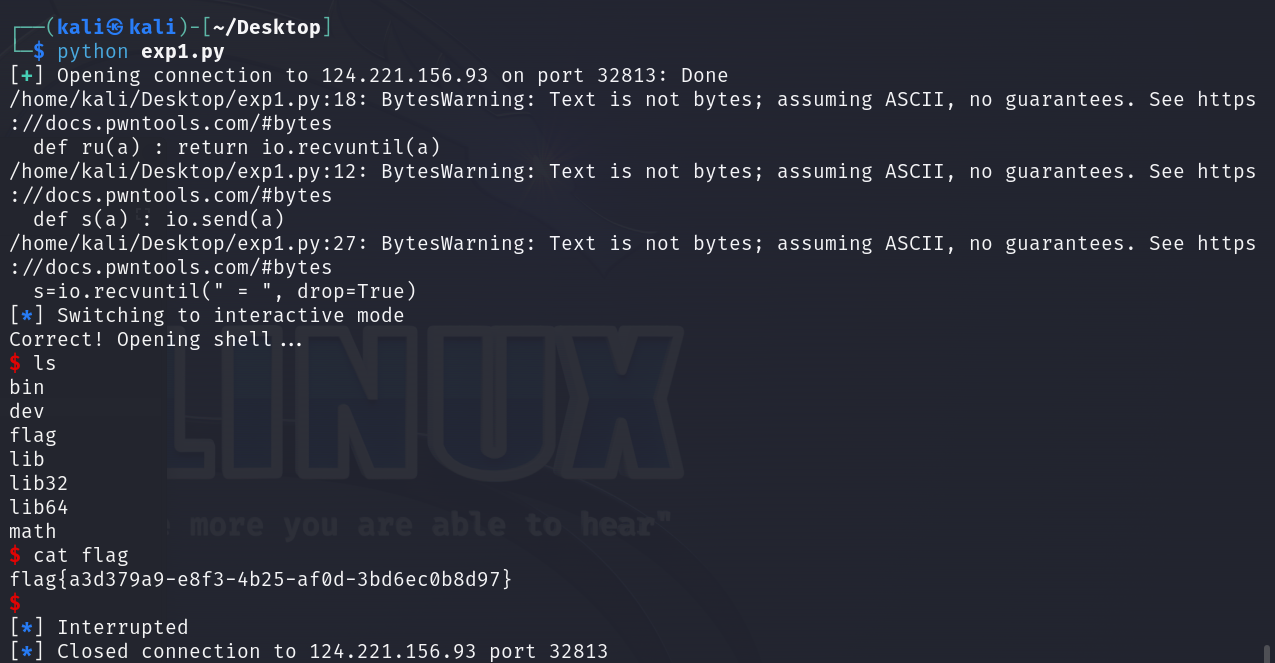 ┌──(kali㉿kali)-[~/Desktop]
└─$ python exp1.py
[+] Opening connection to 124.221.156.93 on port 32813: Done
/home/kali/Desktop/exp1.py:18: BytesWarning: Text is not bytes; assuming ASCII, no guarantees. See https
://docs.pwntools.com/#bytes
  def ru(a) : return io.recvuntil(a)
/home/kali/Desktop/exp1.py:12: BytesWarning: Text is not bytes; assuming ASCII, no guarantees. See https
://docs.pwntools.com/#bytes
  def s(a) : io.send(a)
/home/kali/Desktop/exp1.py:27: BytesWarning: Text is not bytes; assuming ASCII, no guarantees. See https
://docs.pwntools.com/#bytes
  s=io.recvuntil(" = ", drop=True)
[*] Switching to interactive mode
Correct! Opening shell...
$ ls
bin
dev
flag
lib
lib32
lib64
math
$ cat flag
flag{a3d379a9-e8f3-4b25-af0d-3bd6ec0b8d97}
$
[*] Interrupted
[*] Closed connection to 124.221.156.93 port 32813
LINUX
more you are able to hear"